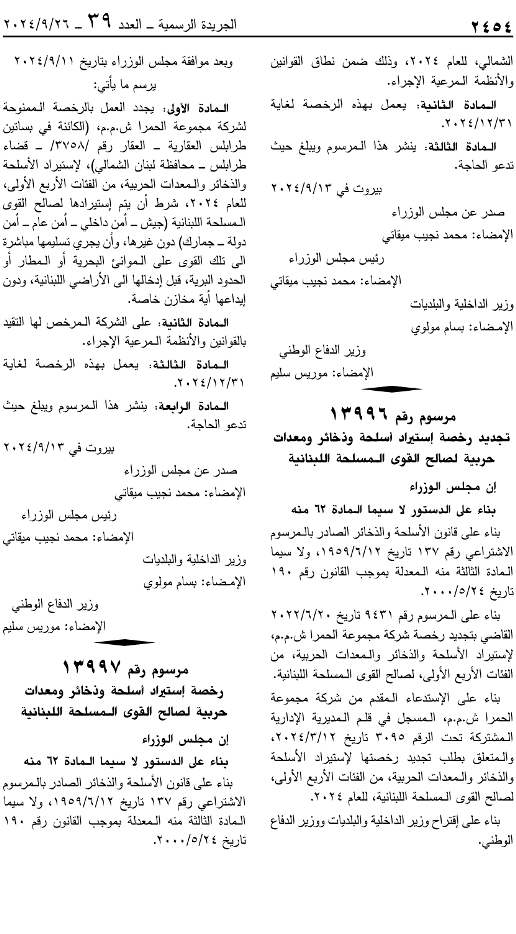 ٢٤٥٤
الجريدة الرسمية ــ العدد ٣٩ ــ ٢٠٢٤/٩/٢٦
الشمالي، للعام ٢٠٢٤، وذلك ضمن نطاق القوانين
والأنظمة المرعية الإجراء.
المادة الثانية: يعمل بهذه الرخصة لغاية
٢٠٢٤/١٢/٣١.
المادة الثالثة: ينشر هذا المرسوم ويبلغ حيث
تدعو الحاجة.
بيروت في ٢٠٢٤/٩/١٣
صدر عن مجلس الوزراء
الإمضاء: محمد نجيب ميقاتي
رئيس مجلس الوزراء
الإمضاء: محمد نجيب ميقاتي
وزير الداخلية والبلديات
الإمضاء: بسام مولوي
وزير الدفاع الوطني
الإمضاء: موريس سليم
مرسوم رقم ١٣٩٩٦
تجديد رخصة إستيراد أسلحة وذخائر ومعدات
حربية لصالح القوى المسلحة اللبنانية
إن مجلس الوزراء
بناء على الدستور لا سيما المادة ٦٢ منه
بناء على قانون الأسلحة والذخائر الصادر بالمرسوم
الاشتراعي رقم ١٣٧ تاريخ ١٩٥٩/٦/١٢، ولا سيما
المادة الثالثة منه المعدلة بموجب القانون رقم ١٩٠
تاريخ ٢٠٠٠/٥/٢٤.
بناء على المرسوم رقم ٩٤٣١ تاريخ ٢٠٢٢/٦/٢٠
القاضي بتجديد رخصة شركة مجموعة الحمرا ش.م.م،
لإستيراد الأسلحة والذخائر والمعدات الحربية، من
الفئات الأربع الأولى، لصالح القوى المسلحة اللبنانية.
بناء على الإستدعاء المقدم من شركة مجموعة
الحمرا ش.م.م، المسجل في قلم المديرية الإدارية
المشتركة تحت الرقم ٣٠٩٥ تاريخ ٢٠٢٤/٣/١٢،
والمتعلق بطلب تجديد رخصتها لإستيراد الأسلحة
والذخائر والمعدات الحربية، من الفئات الأربع الأولى،
لصالح القوى المسلحة اللبنانية، للعام ٢٠٢٤.
بناء على إقتراح وزير الداخلية والبلديات ووزير الدفاع
الوطني.
وبعد موافقة مجلس الوزراء بتاريخ ٢٠٢٤/٩/١١
يرسم ما يأتي:
المادة الأولى: يجدد العمل بالرخصة الممنوحة
لشركة مجموعة الحمرا ش.م.م، (الكائنة في بساتين
طرابلس العقارية ــ العقار رقم /٣٧٥٨/ ــ قضاء
طرابلس ــ محافظة لبنان الشمالي)، لإستيراد الأسلحة
والذخائر والمعدات الحربية، من الفئات الأربع الأولى،
للعام ٢٠٢٤، شرط أن يتم إستيرادها لصالح القوى
المسلحة اللبنانية (جيش ــ أمن داخلي ــ أمن عام ــ أمن
دولة ــ جمارك) دون غيرها، وأن يجري تسليمها مباشرة
الى تلك القوى على الموانئ البحرية أو المطار أو
الحدود البرية، قبل إدخالها الى الأراضي اللبنانية، ودون
إيداعها أية مخازن خاصة.
المادة الثانية: على الشركة المرخص لها التقيد
بالقوانين والأنظمة المرعية الإجراء.
المادة الثالثة: يعمل بهذه الرخصة لغاية
٢٠٢٤/١٢/٣١.
المادة الرابعة: ينشر هذا المرسوم ويبلغ حيث
تدعو الحاجة.
بيروت في ٢٠٢٤/٩/١٣
صدر عن مجلس الوزراء
الإمضاء: محمد نجيب ميقاتي
رئيس مجلس الوزراء
الإمضاء: محمد نجيب ميقاتي
وزير الداخلية والبلديات
الإمضاء: بسام مولوي
وزير الدفاع الوطني
الإمضاء: موريس سليم
مرسوم رقم ١٣٩٩٧
رخصة إستيراد أسلحة وذخائر ومعدات
حربية لصالح القوى المسلحة اللبنانية
إن مجلس الوزراء
بناء على الدستور لا سيما المادة ٦٢ منه
بناء على قانون الأسلحة والذخائر الصادر بالمرسوم
الاشتراعي رقم ١٣٧ تاريخ ١٩٥٩/٦/١٢، ولا سيما
المادة الثالثة منه المعدلة بموجب القانون رقم ١٩٠
تاريخ ٢٠٠٠/٥/٢٤.